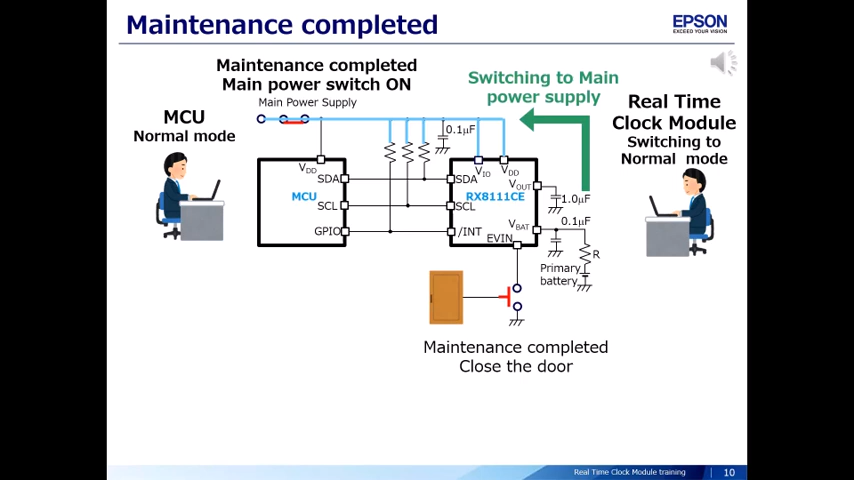 Maintenance completed
EPSON
EXCEED YOUR VISION
Maintenance completed
Main power switch ON
Main Power Supply
Switching to Main
power supply
MCU
Normal mode
Real Time
Clock Module
Switching to
Normal mode
0.1μF
VDD
SDA
MCU
SCL
GPIO
VIO
VDD
SDA
VOUT
RX8111CE
SCL
1.0μF
VBAT
0.1μF
/INT
EVIN
R
Primary
battery
Maintenance completed
Close the door
Real Time Clock Module training
10